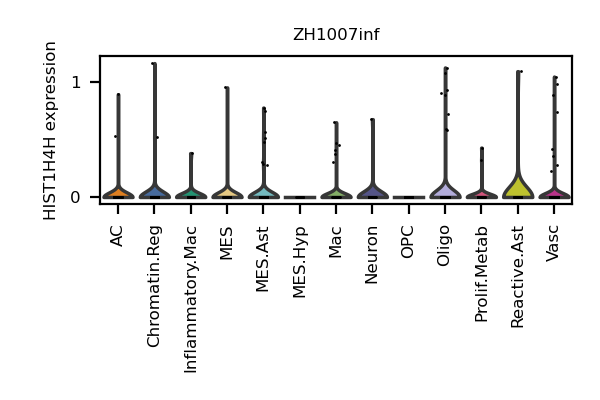 ZH1007inf
HIST1H4H expression
1
0
AC
Chromatin.Reg
Inflammatory.Mac
MES
MES.Ast
MES.Hyp
Mac
Neuron
OPC
Oligo
Prolif.Metab
Reactive.Ast
Vasc